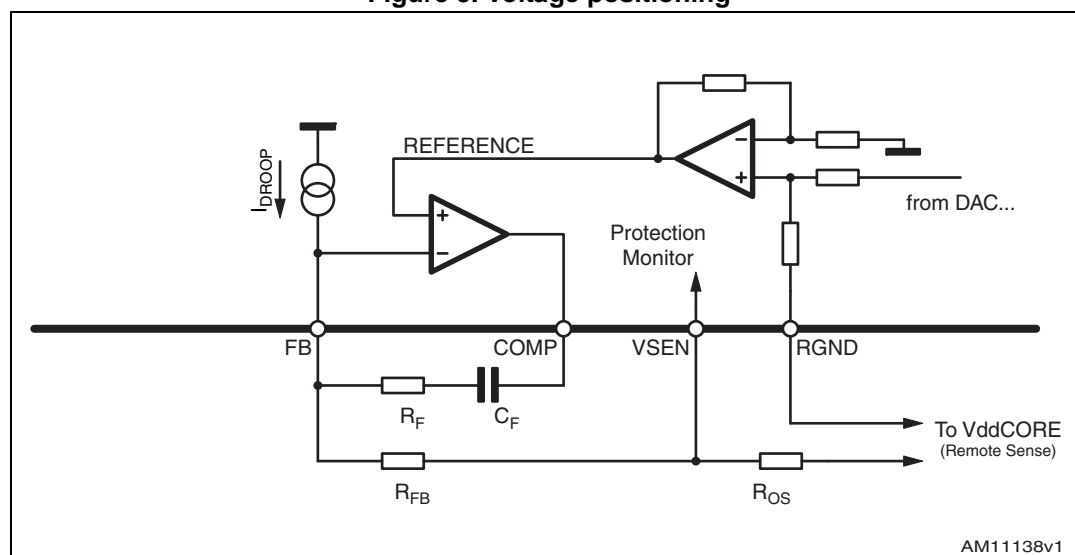 Figure 6. Voltage positioning
REFERENCE
IDROOP
from DAC...
Protection
Monitor
FB
COMP
VSEN
RGND
RF
CF
To VddCORE
(Remote Sense)
RFB
ROS
AM11138v1
+
-
-
+